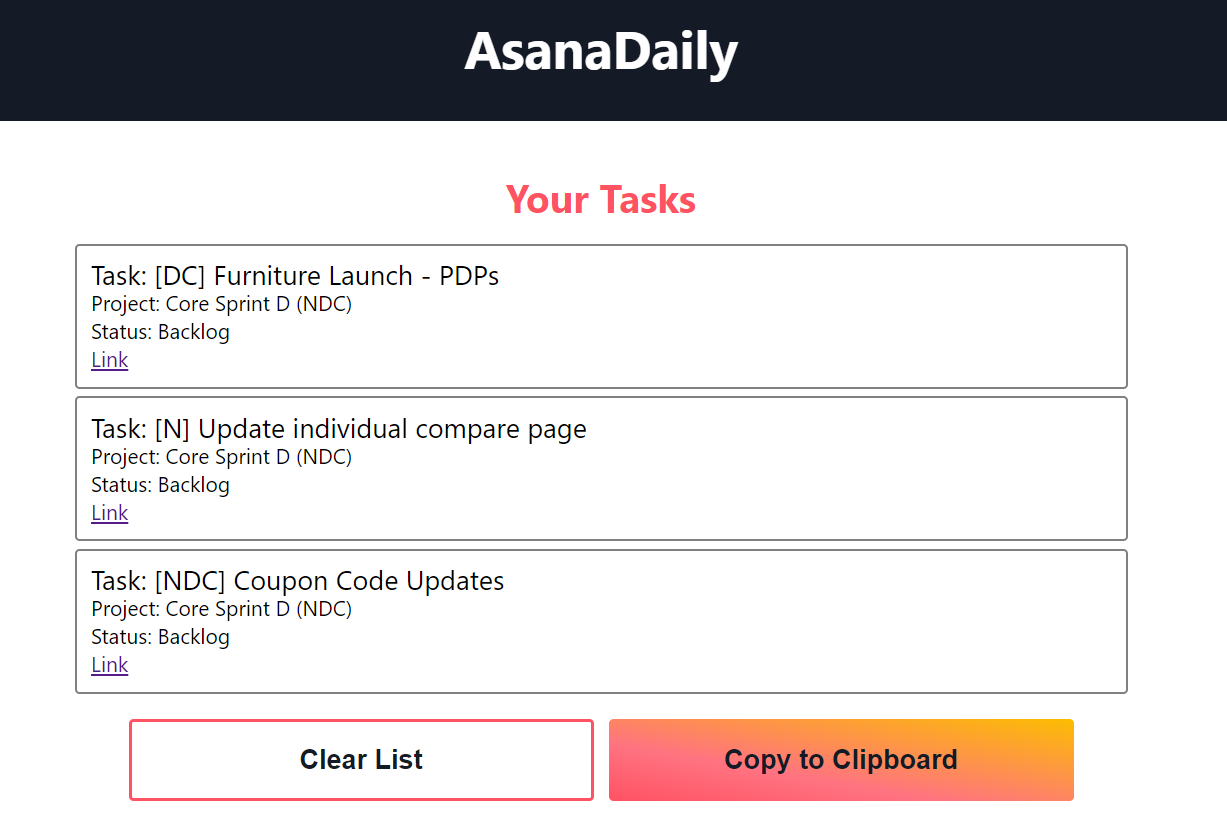 AsanaDaily
Your Tasks
Task: [DC] Furniture Launch - PDPs
Project: Core Sprint D (NDC)
Status: Backlog
Link
Task: [N] Update individual compare page
Project: Core Sprint D (NDC)
Status: Backlog
Link
Task: [NDC] Coupon Code Updates
Project: Core Sprint D (NDC)
Status: Backlog
Link
Clear List
Copy to Clipboard